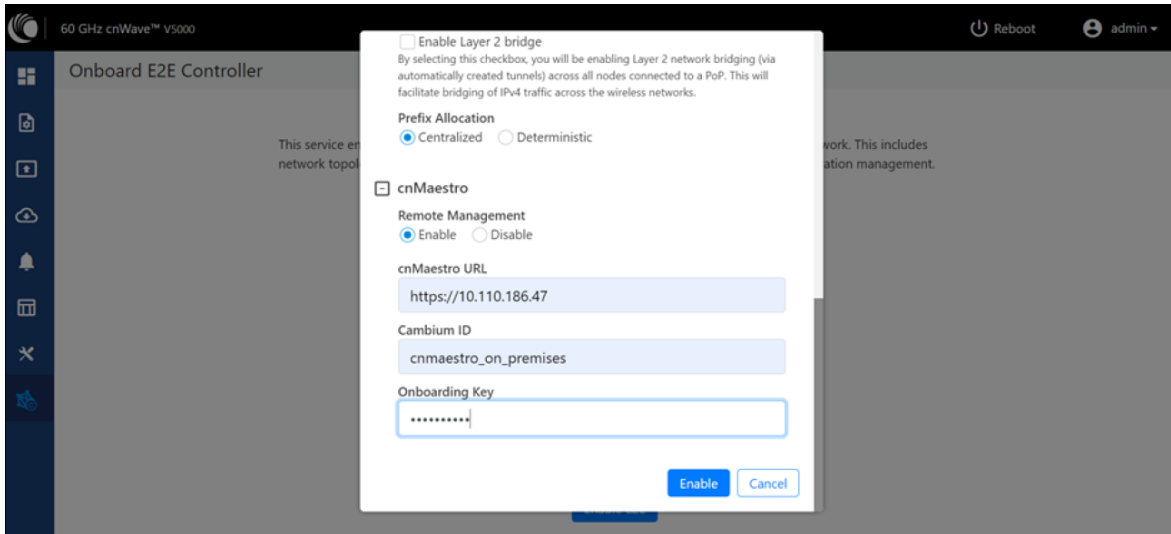 60 GHz cnWave™ V5000
Reboot
admin
Onboard E2E Controller
Enable Layer 2 bridge
By selecting this checkbox, you will be enabling Layer 2 network bridging (via
automatically created tunnels) across all nodes connected to a PoP. This will
facilitate bridging of IPv4 traffic across the wireless networks.
Prefix Allocation
Centralized Deterministic
This service en
work. This includes
network topol
ation management.
cnMaestro
Remote Management
Enable Disable
cnMaestro URL
https://10.110.186.47
Cambium ID
cnmaestro_on_premises
Onboarding Key
••••••••••
Enable Cancel